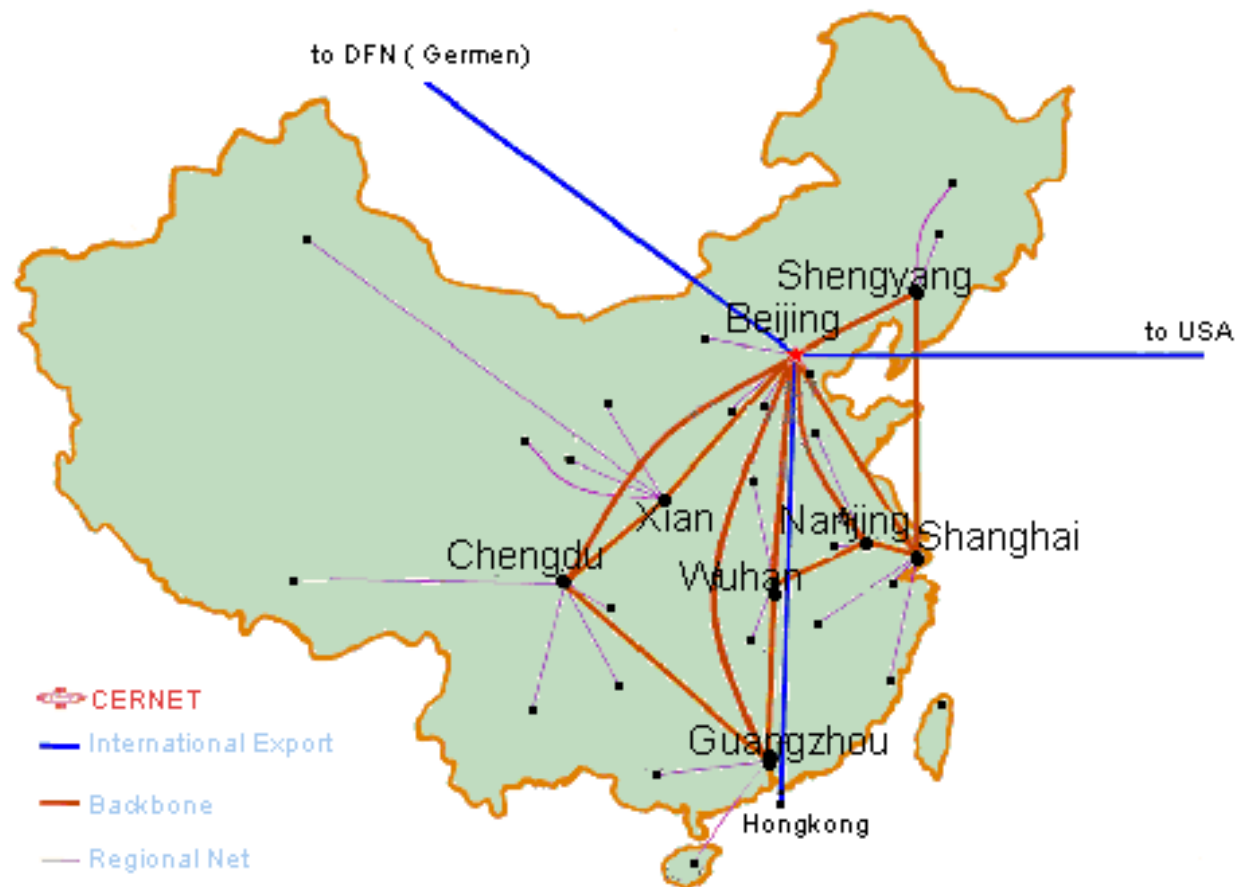 to DFN ( Germen)
Shengyang
Beijing
to USA
Xian
Nanjing
Shanghai
Chengdu
Wuhan
CERNET
International Export
Guangzhou
Backbone
Hongkong
Regional Net